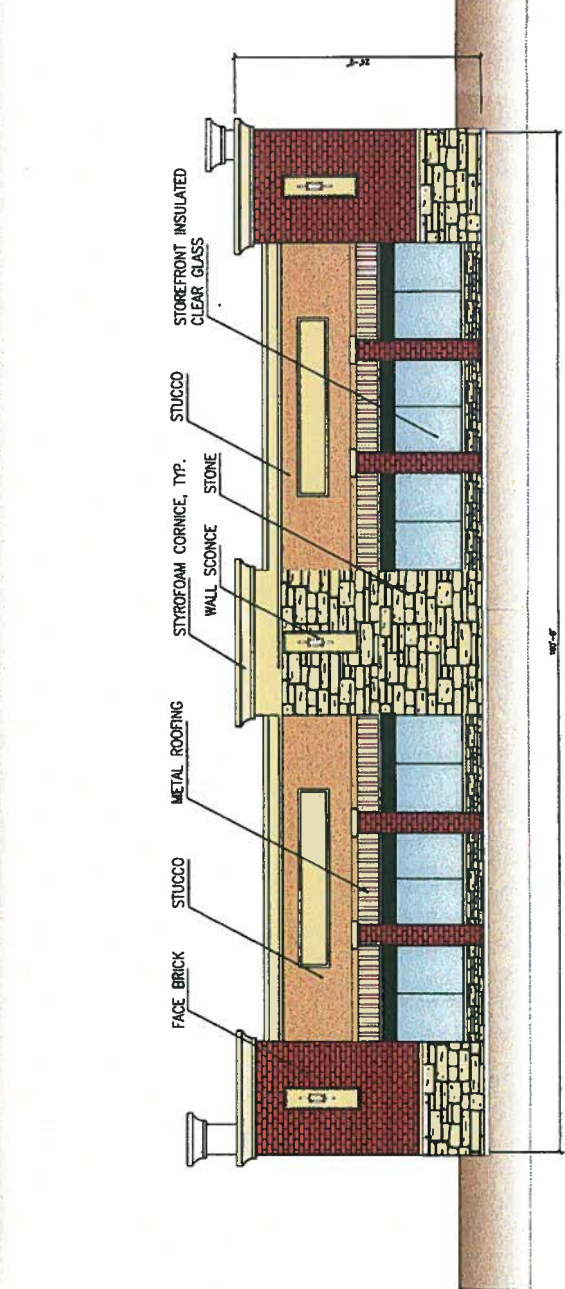 FACE BRICK
STUCCO
METAL ROOFING
STYROFOAM CORNICE, TYP.
WALL SCONCE
STONE
STUCCO
STOREFRONT INSULATED
CLEAR GLASS